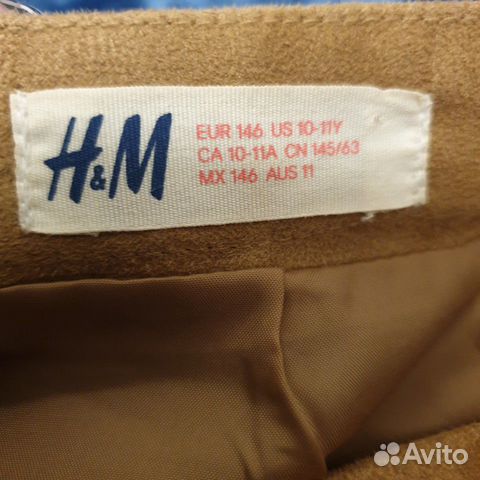 H&M
EUR 146 US 10-11Y
CA 10-11A CN 145/63
MX 146 AUS 11
Avito